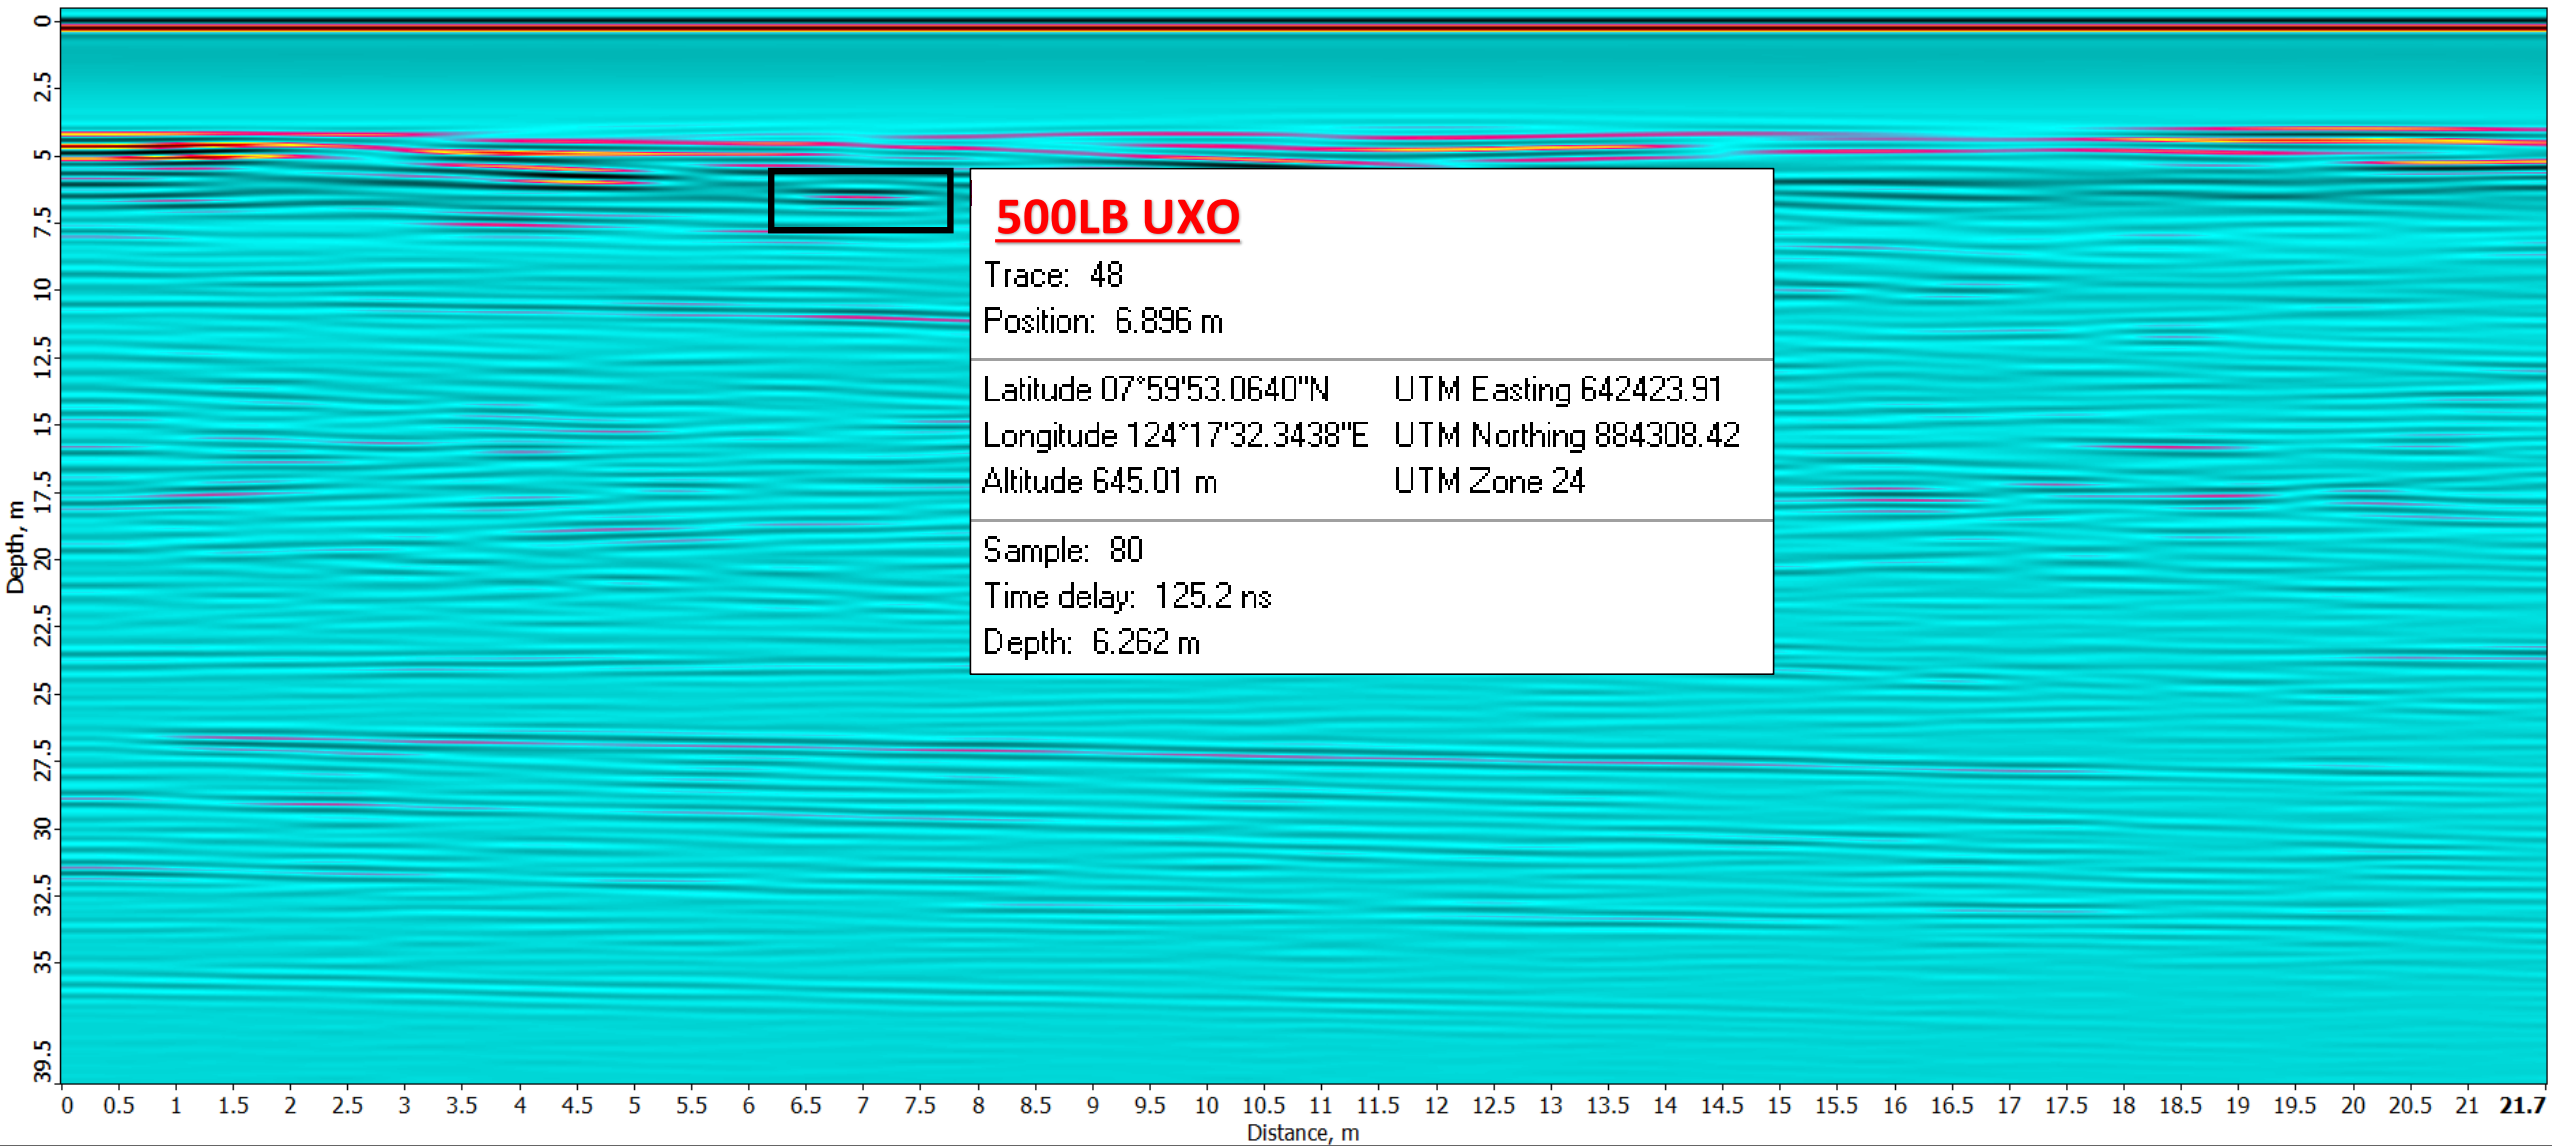 0
2.5
5
7.5
10
12.5
15
17.5
20
22.5
25
27.5
30
32.5
35
39.5
Depth, m
500LB UXO
Trace: 48
Position: 6.896 m
Latitude 07°59'53.0640"N UTM Easting 642423.91
Longitude 124°17'32.3438"E UTM Northing 884308.42
Altitude 645.01 m UTM Zone 24
Sample: 80
Time delay: 125.2 ns
Depth: 6.262 m
0 0.5 1 1.5 2 2.5 3 3.5 4 4.5 5 5.5 6 6.5 7 7.5 8 8.5 9 9.5 10 10.5 11 11.5 12 12.5 13 13.5 14 14.5 15 15.5 16 16.5 17 17.5 18 18.5 19 19.5 20 20.5 21 21.7
Distance, m